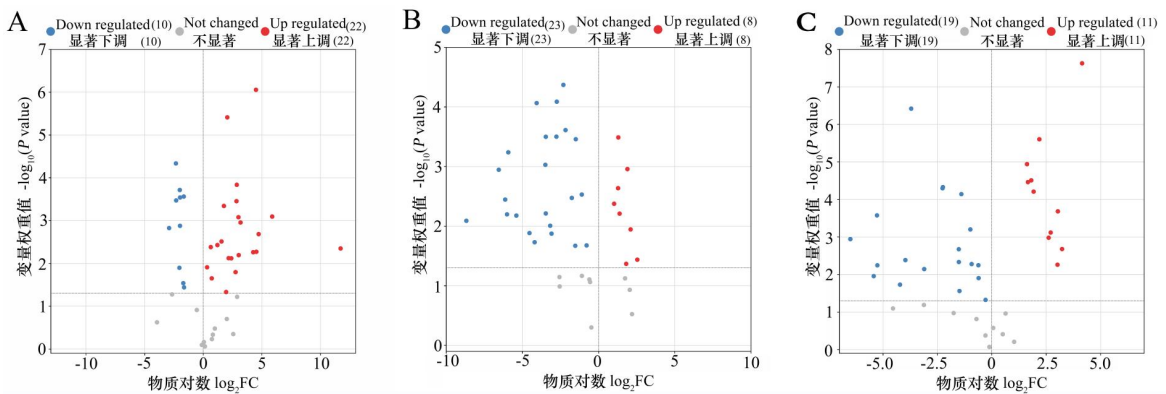 A
Down regulated(10) Not changed Up regulated(22)
显著下调(10) 不显著 显著上调(22)
7
6
5
4
3
2
1
0
变量权重值 -log10(P value)
-10 -5 0 5 10
物质对数 log2FC
B
Down regulated(23) Not changed Up regulated(8)
显著下调(23) 不显著 显著上调(8)
5
4
3
2
1
0
变量权重值 -log10(P value)
-10 -5 0 5 10
物质对数 log2FC
C
Down regulated(19) Not changed Up regulated (11)
显著下调(19) 不显著 显著上调(11)
8
7
6
5
4
3
2
1
0
变量权重值 -log10(P value)
-5.0 -2.5 0 2.5 5.0
物质对数 log2FC